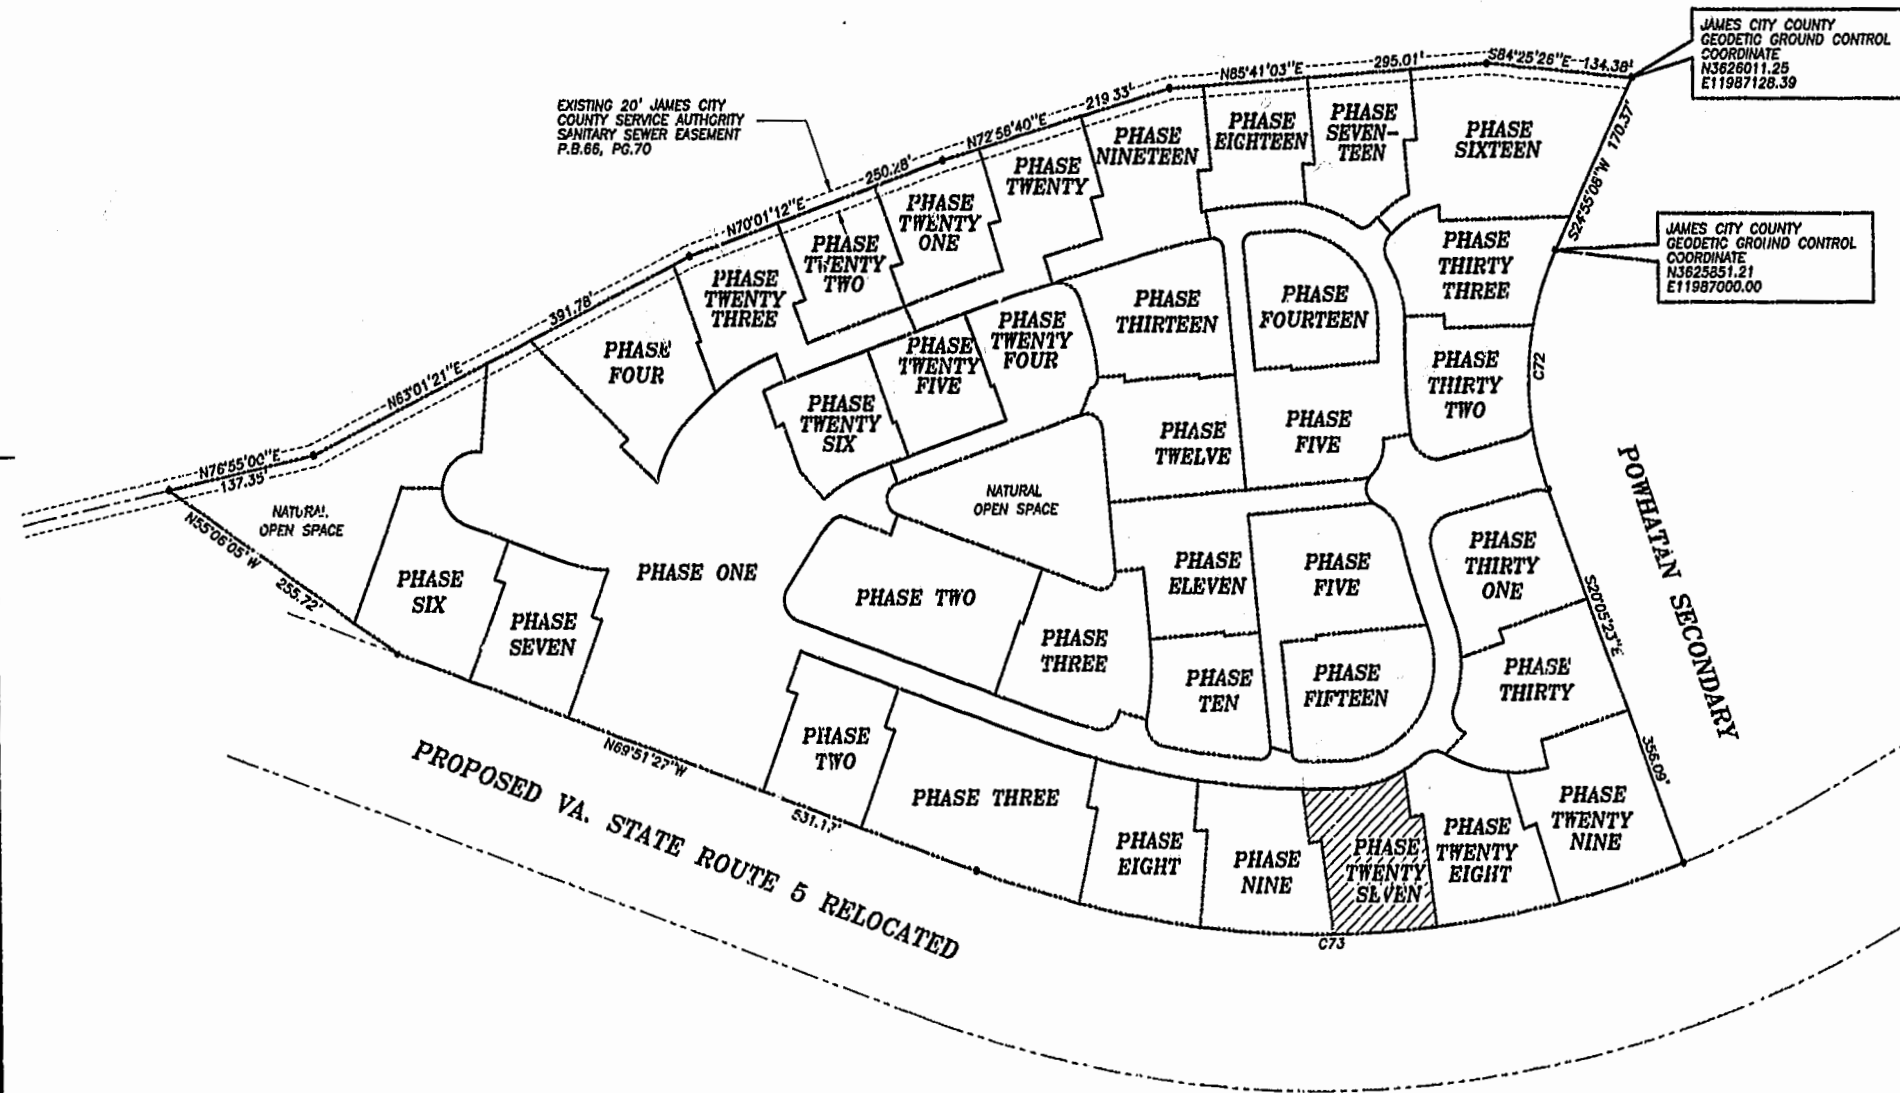 JAMES CITY COUNTY
GEODETIC GROUND CONTROL
COORDINATE
N3626011.25
E11987128.39
S84°25'26"E 134.38'
295.01'
N85°41'03"E
219.33'
N72°56'40"E
250.28'
N70°01'12"E
391.78'
N63°01'21"E
N76°55'00"E
137.35'
EXISTING 20' JAMES CITY
COUNTY SERVICE AUTHORITY
SANITARY SEWER EASEMENT
P.B.66, PG.70
S24°55'08"W 170.37'
JAMES CITY COUNTY
GEODETIC GROUND CONTROL
COORDINATE
N3625851.21
E11987000.00
PHASE
SIXTEEN
PHASE
SEVEN-
TEEN
PHASE
EIGHTEEN
PHASE
NINETEEN
PHASE
TWENTY
PHASE
TWENTY
ONE
PHASE
TWENTY
TWO
PHASE
TWENTY
THREE
PHASE
FOUR
PHASE
THIRTY
THREE
PHASE
FOURTEEN
PHASE
THIRTEEN
PHASE
TWENTY
FOUR
PHASE
TWENTY
FIVE
PHASE
TWENTY
SIX
PHASE
THIRTY
TWO
C72
PHASE
FIVE
PHASE
TWELVE
NATURAL
OPEN SPACE
NATURAL
OPEN SPACE
N55°06'05"W
255.72'
PHASE
SIX
PHASE
SEVEN
PHASE ONE
PHASE TWO
PHASE
THREE
PHASE
ELEVEN
PHASE
FIVE
PHASE
THIRTY
ONE
PHASE
TEN
PHASE
FIFTEEN
PHASE
THIRTY
S20°05'23"E
356.09'
POWHATAN SECONDARY
PHASE
TWO
PHASE THREE
PHASE
EIGHT
PHASE
NINE
PHASE
TWENTY
SEVEN
PHASE
TWENTY
EIGHT
PHASE
TWENTY
NINE
N69°51'27"W
531.17'
C73
PROPOSED VA. STATE ROUTE 5 RELOCATED